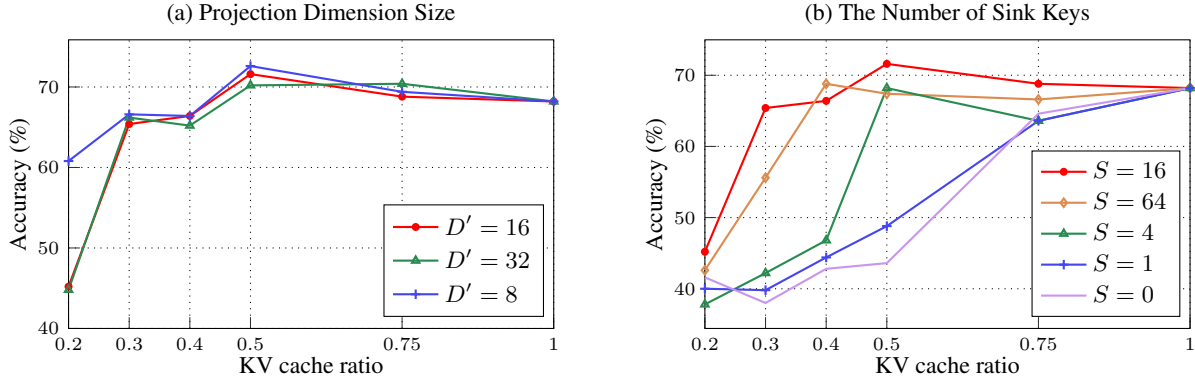 (a) Projection Dimension Size
Accuracy (%)
70
60
50
40
0.2 0.3 0.4 0.5 0.75 1
KV cache ratio
D′ = 16
D′ = 32
D′ = 8
(b) The Number of Sink Keys
Accuracy (%)
70
60
50
40
0.2 0.3 0.4 0.5 0.75 1
KV cache ratio
S = 16
S = 64
S = 4
S = 1
S = 0